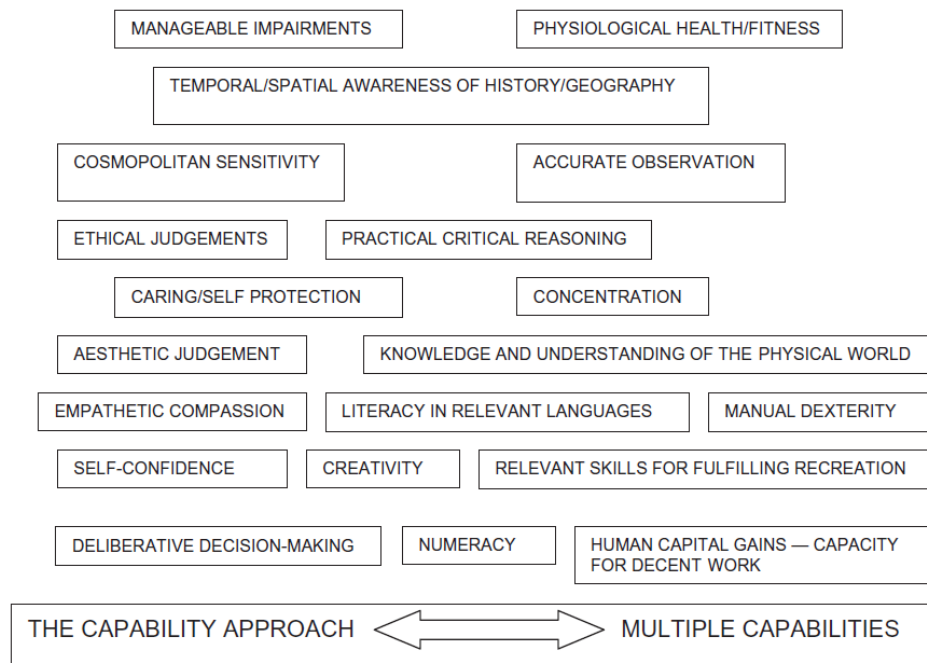 MANAGEABLE IMPAIRMENTS
PHYSIOLOGICAL HEALTH/FITNESS
TEMPORAL/SPATIAL AWARENESS OF HISTORY/GEOGRAPHY
COSMOPOLITAN SENSITIVITY
ACCURATE OBSERVATION
ETHICAL JUDGEMENTS
PRACTICAL CRITICAL REASONING
CARING/SELF PROTECTION
CONCENTRATION
AESTHETIC JUDGEMENT
KNOWLEDGE AND UNDERSTANDING OF THE PHYSICAL WORLD
EMPATHETIC COMPASSION
LITERACY IN RELEVANT LANGUAGES
MANUAL DEXTERITY
SELF-CONFIDENCE
CREATIVITY
RELEVANT SKILLS FOR FULFILLING RECREATION
DELIBERATIVE DECISION-MAKING
NUMERACY
HUMAN CAPITAL GAINS — CAPACITY
FOR DECENT WORK
THE CAPABILITY APPROACH
MULTIPLE CAPABILITIES